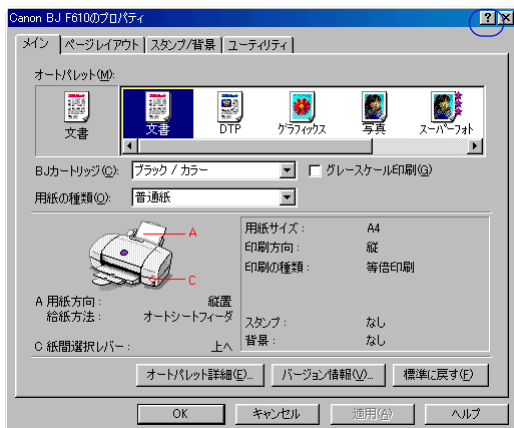 Canon BJ F610のプロパティ
メイン ページレイアウト スタンプ/背景 ユーティリティ
オートパレット(M):
文書 文書 DTP グラフィックス 写真 スーパーフォト
BJカートリッジ(C): ブラック / カラー グレースケール印刷(G)
用紙の種類(O): 普通紙
A
C
用紙サイズ: A4
印刷方向: 縦
印刷の種類: 等倍印刷
A 用紙方向: 縦置
給紙方法: オートシートフィーダ
スタンプ: なし
C 紙間選択レバー: 上へ
背景: なし
オートパレット詳細(E)... バージョン情報(V)... 標準に戻す(F)
OK キャンセル 適用(A) ヘルプ